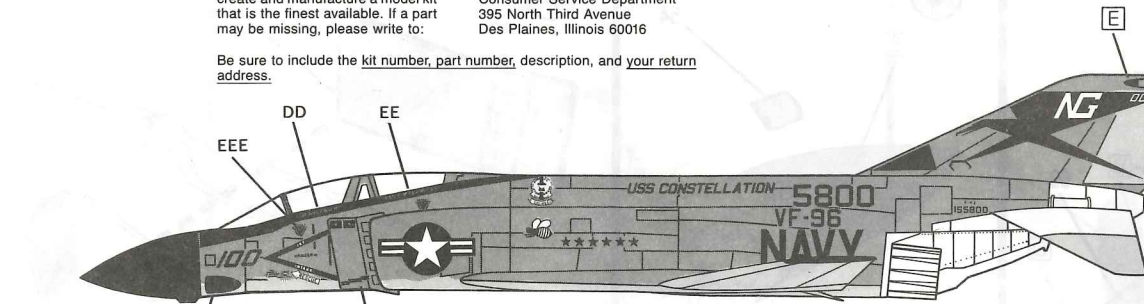 create and manufacture a model kit
that is the finest available. If a part
may be missing, please write to:
Consumer Service Department
395 North Third Avenue
Des Plaines, Illinois 60016
Be sure to include the kit number, part number, description, and your return
address.
E
DD
EE
EEE
NG
USS CONSTELLATION
5800
VF-96
NAVY
155800
100